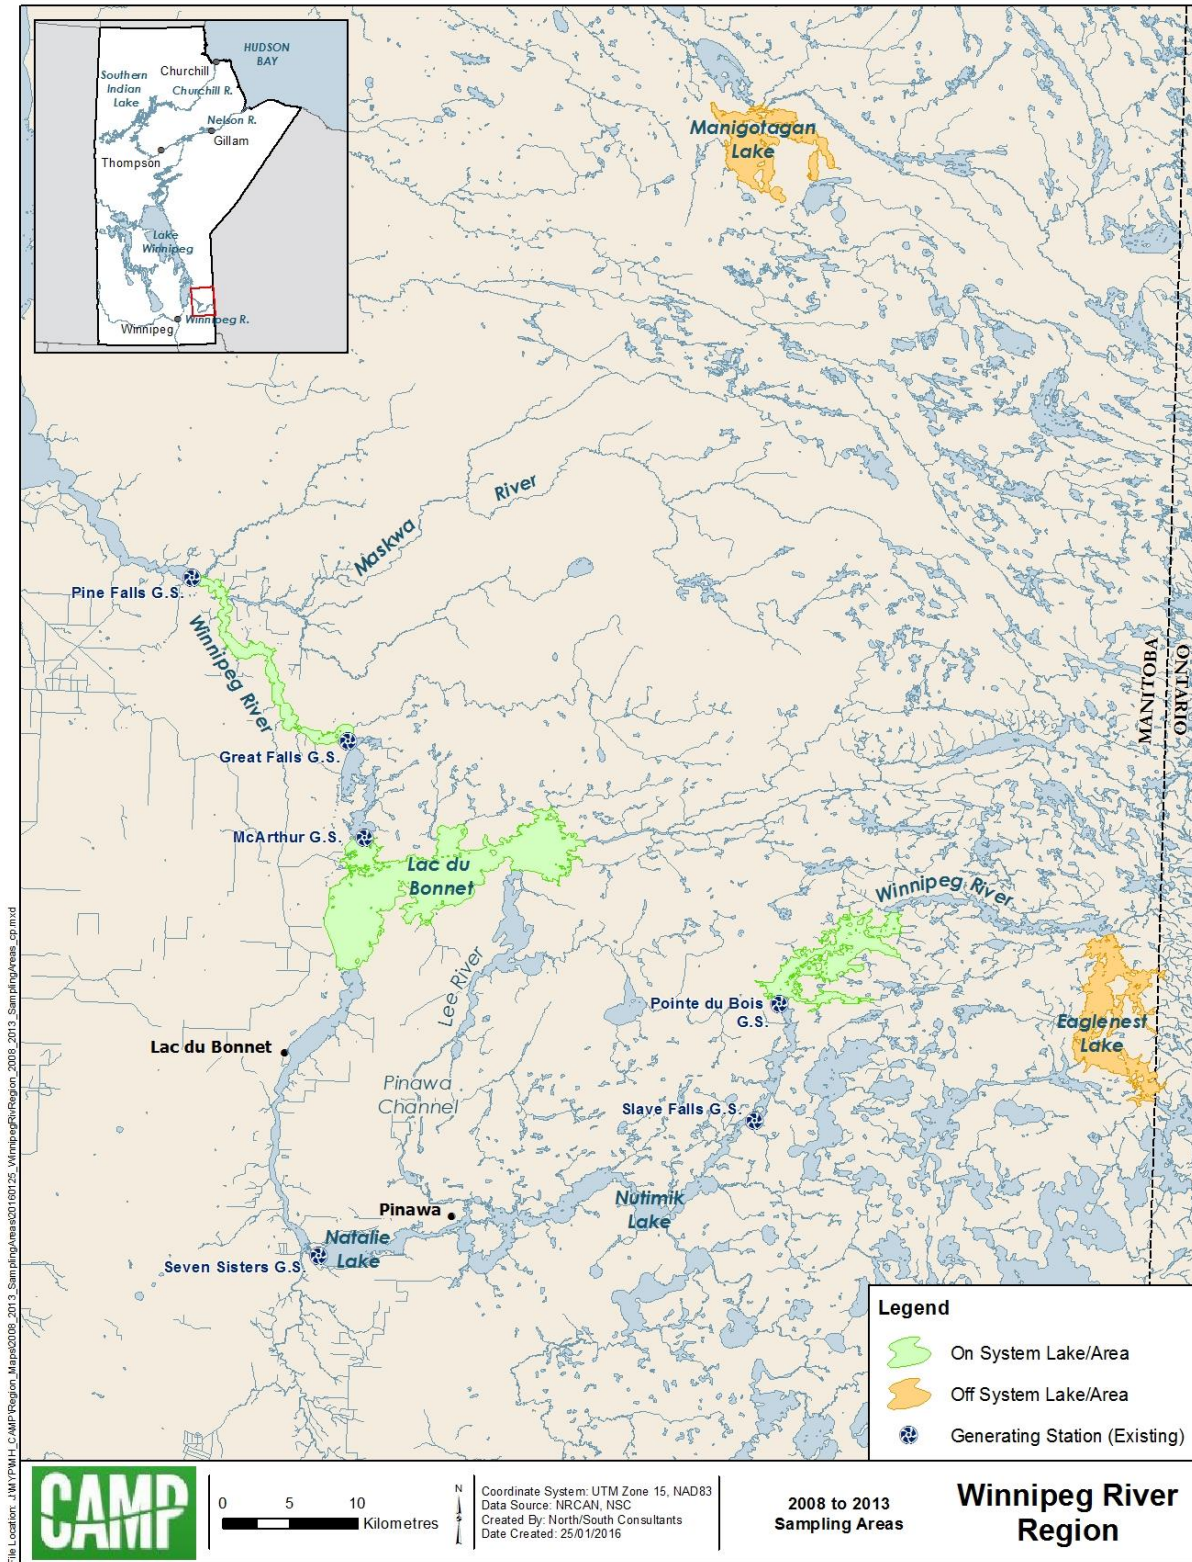 HUDSON
BAY
Churchill
Southern
Indian
Lake
Churchill R.
Nelson R.
Gillam
Thompson
Lake
Winnipeg
Winnipeg
Winnipeg R.
Manigotagan
Lake
Maskwa River
Pine Falls G.S.
Winnipeg River
MANITOBA
ONTARIO
Great Falls G.S.
McArthur G.S.
Lac du
Bonnet
Winnipeg River
Lee River
Pointe du Bois
G.S.
Eaglenest
Lake
Lac du Bonnet
Pinawa
Channel
Slave Falls G.S.
Nutimik
Lake
Pinawa
Natalie
Lake
Seven Sisters G.S.
Legend
On System Lake/Area
Off System Lake/Area
Generating Station (Existing)
CAMP
0 5 10
Kilometres
N
Coordinate System: UTM Zone 15, NAD83
Data Source: NRCAN, NSC
Created By: North/South Consultants
Date Created: 25/01/2016
2008 to 2013
Sampling Areas
Winnipeg River
Region